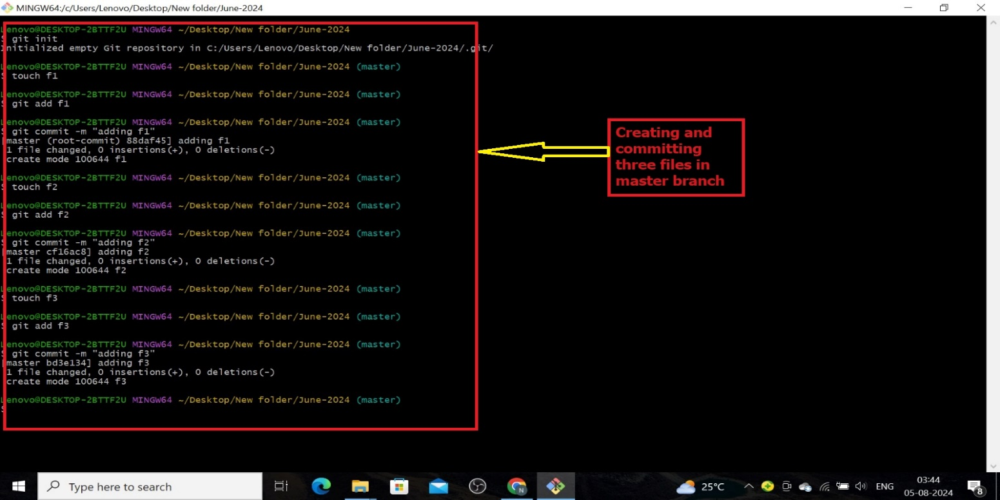 MINGW64:/c/Users/Lenovo/Desktop/New folder/June-2024
Lenovo@DESKTOP-2BTTF2U MINGW64 ~/Desktop/New folder/June-2024
$ git init
Initialized empty Git repository in C:/Users/Lenovo/Desktop/New folder/June-2024/.git/
Lenovo@DESKTOP-2BTTF2U MINGW64 ~/Desktop/New folder/June-2024 (master)
$ touch f1
Lenovo@DESKTOP-2BTTF2U MINGW64 ~/Desktop/New folder/June-2024 (master)
$ git add f1
Lenovo@DESKTOP-2BTTF2U MINGW64 ~/Desktop/New folder/June-2024 (master)
$ git commit -m "adding f1"
[master (root-commit) 88daf45] adding f1
1 file changed, 0 insertions(+), 0 deletions(-)
create mode 100644 f1
Lenovo@DESKTOP-2BTTF2U MINGW64 ~/Desktop/New folder/June-2024 (master)
$ touch f2
Lenovo@DESKTOP-2BTTF2U MINGW64 ~/Desktop/New folder/June-2024 (master)
$ git add f2
Lenovo@DESKTOP-2BTTF2U MINGW64 ~/Desktop/New folder/June-2024 (master)
$ git commit -m "adding f2"
[master cf16ac8] adding f2
1 file changed, 0 insertions(+), 0 deletions(-)
create mode 100644 f2
Lenovo@DESKTOP-2BTTF2U MINGW64 ~/Desktop/New folder/June-2024 (master)
$ touch f3
Lenovo@DESKTOP-2BTTF2U MINGW64 ~/Desktop/New folder/June-2024 (master)
$ git add f3
Lenovo@DESKTOP-2BTTF2U MINGW64 ~/Desktop/New folder/June-2024 (master)
$ git commit -m "adding f3"
[master bd3e134] adding f3
1 file changed, 0 insertions(+), 0 deletions(-)
create mode 100644 f3
Lenovo@DESKTOP-2BTTF2U MINGW64 ~/Desktop/New folder/June-2024 (master)
$
Creating and
committing
three files in
master branch
Type here to search
N
25°C
ENG
03:44
05-08-2024
8